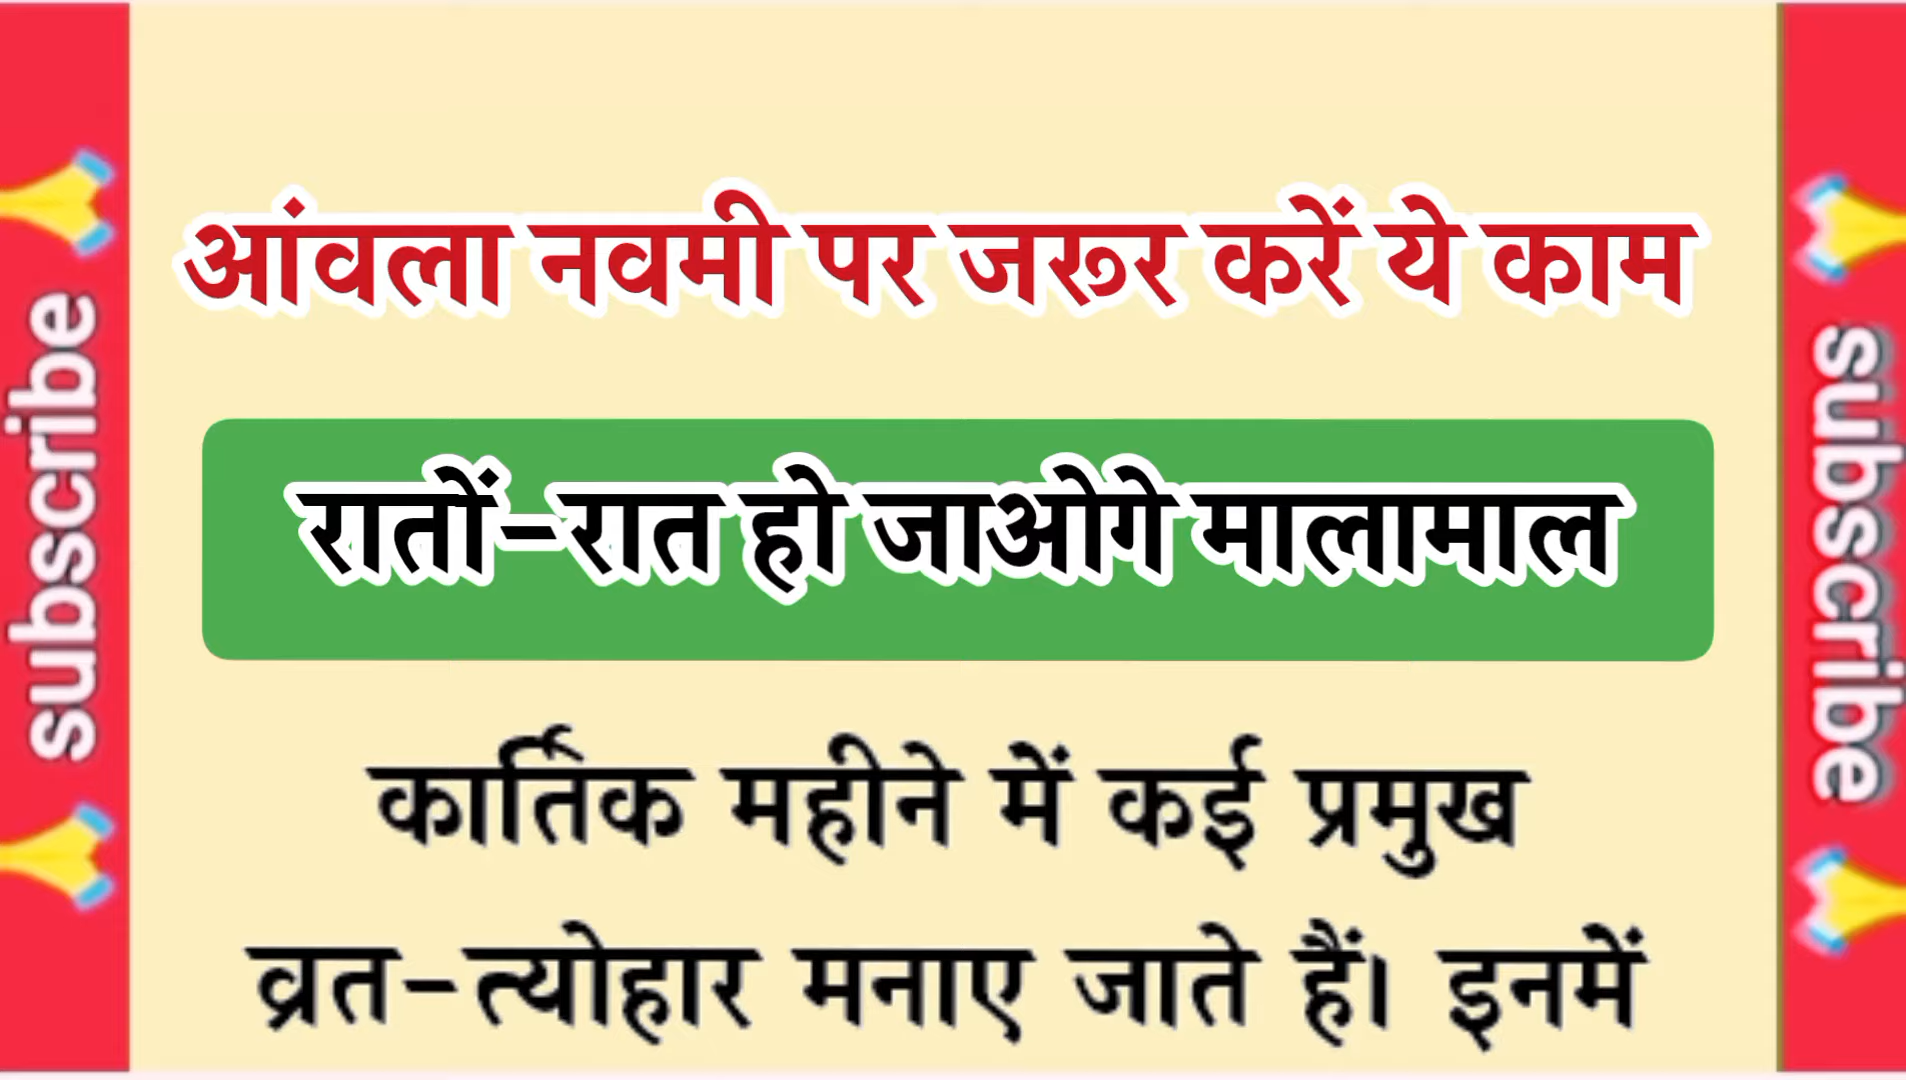 आंवला नवमी पर जरूर करें ये काम
रातों-रात हो जाओगे मालामाल
कार्तिक महीने में कई प्रमुख
व्रत-त्योहार मनाए जाते हैं। इनमें
subscribe
subscribe